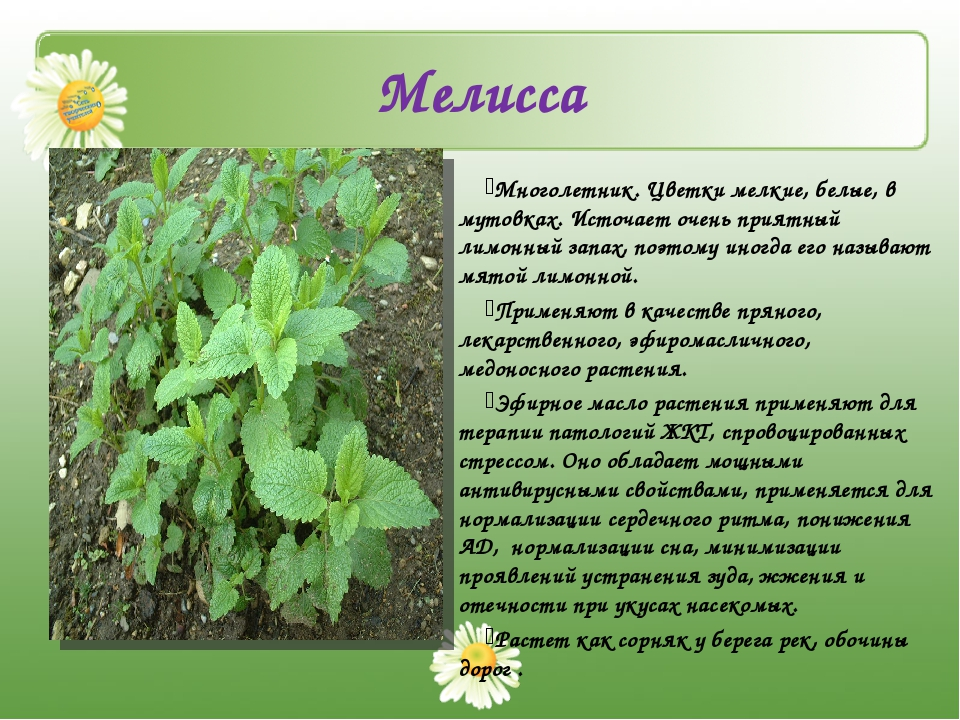 Мелисса
Многолетник. Цветки мелкие, белые, в
мутовках. Источает очень приятный
лимонный запах, поэтому иногда его называют
мятой лимонной.
Применяют в качестве пряного,
лекарственного, эфиромасличного,
медоносного растения.
Эфирное масло растения применяют для
терапии патологий ЖКТ, спровоцированных
стрессом. Оно обладает мощными
антивирусными свойствами, применяется для
нормализации сердечного ритма, понижения
АД, нормализации сна, минимизации
проявлений устранения зуда, жжения и
отечности при укусах насекомых.
Растет как сорняк у берега рек, обочины
дорог .